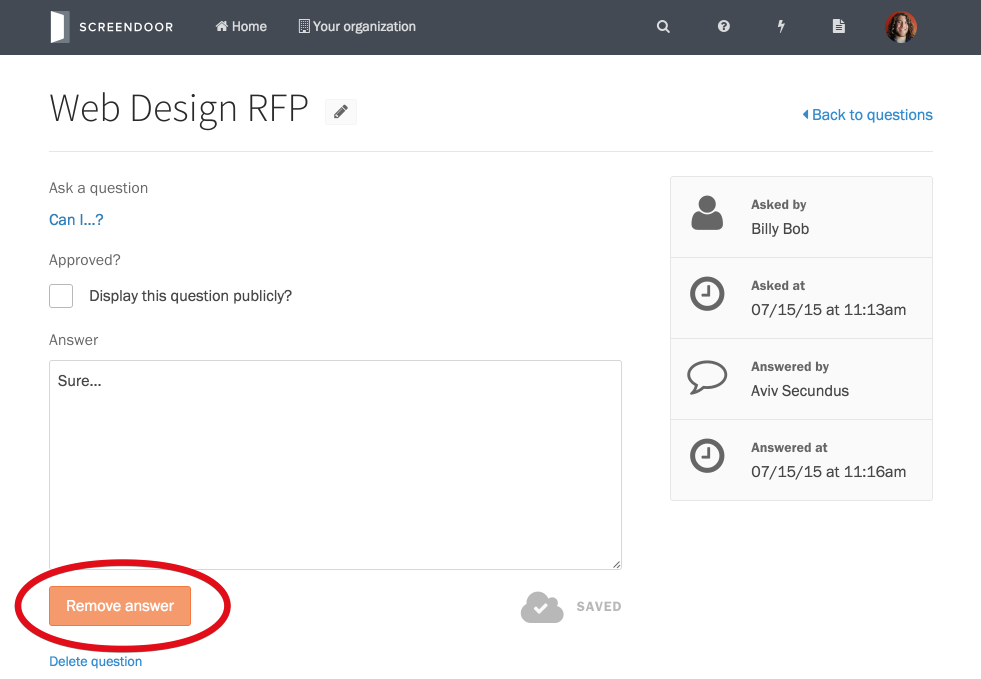 SCREENDOOR
Home
Your organization
Web Design RFP
Back to questions
Ask a question
Can I...?
Approved?
Display this question publicly?
Answer
Sure...
Remove answer
SAVED
Delete question
Asked by
Billy Bob
Asked at
07/15/15 at 11:13am
Answered by
Aviv Secundus
Answered at
07/15/15 at 11:16am